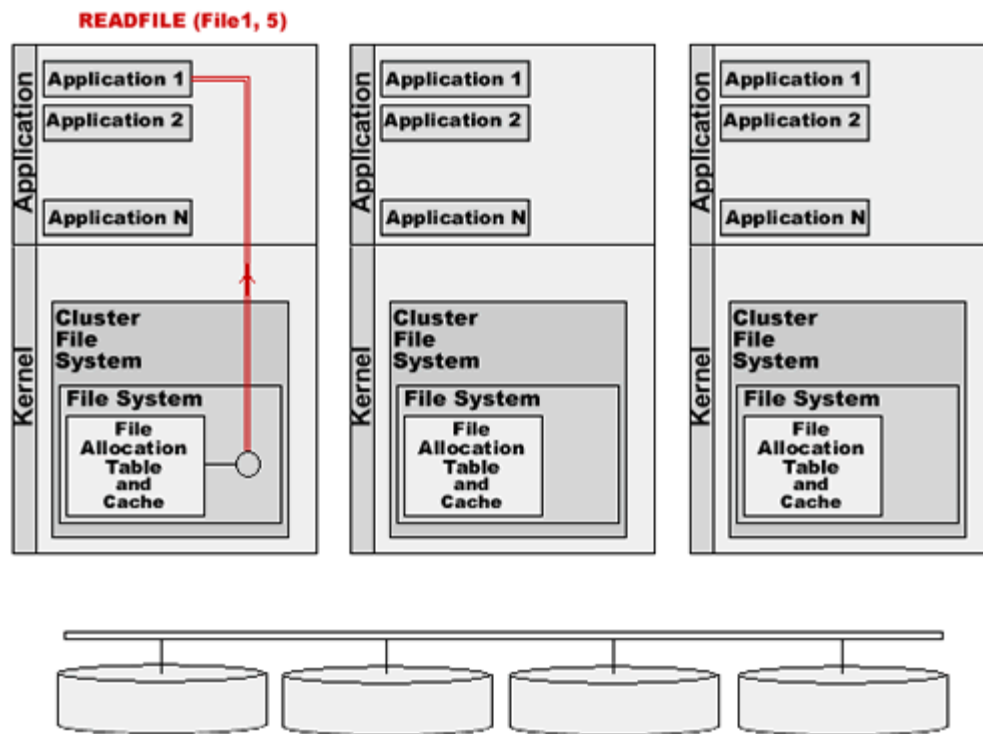 READFILE (File1, 5)
Application
Application 1
Application 2
Application N
Kernel
Cluster
File
System
File System
File
Allocation
Table
and
Cache
Application
Application 1
Application 2
Application N
Kernel
Cluster
File
System
File System
File
Allocation
Table
and
Cache
Application
Application 1
Application 2
Application N
Kernel
Cluster
File
System
File System
File
Allocation
Table
and
Cache